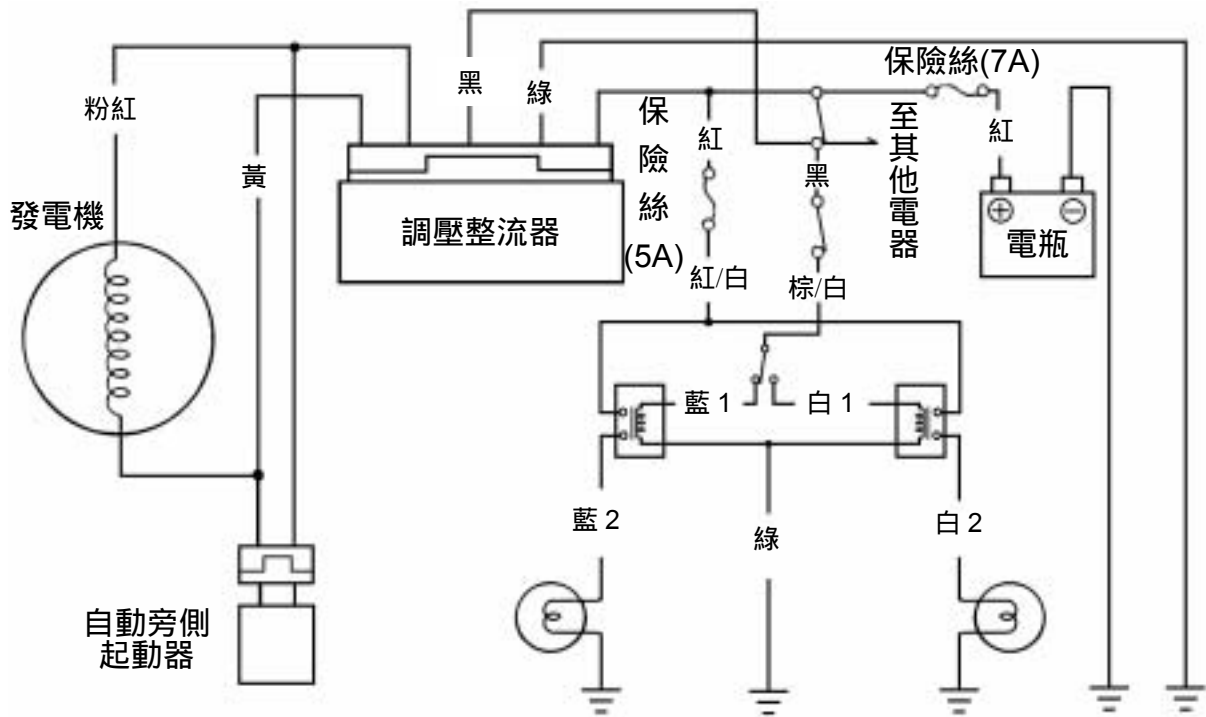 保險絲(7A)
粉紅
黑
綠
保險絲
(5A)
紅
至其他電器
紅
黃
黑
發電機
調壓整流器
電瓶
紅/白
棕/白
藍 1
白 1
藍 2
綠
白 2
自動旁側
起動器